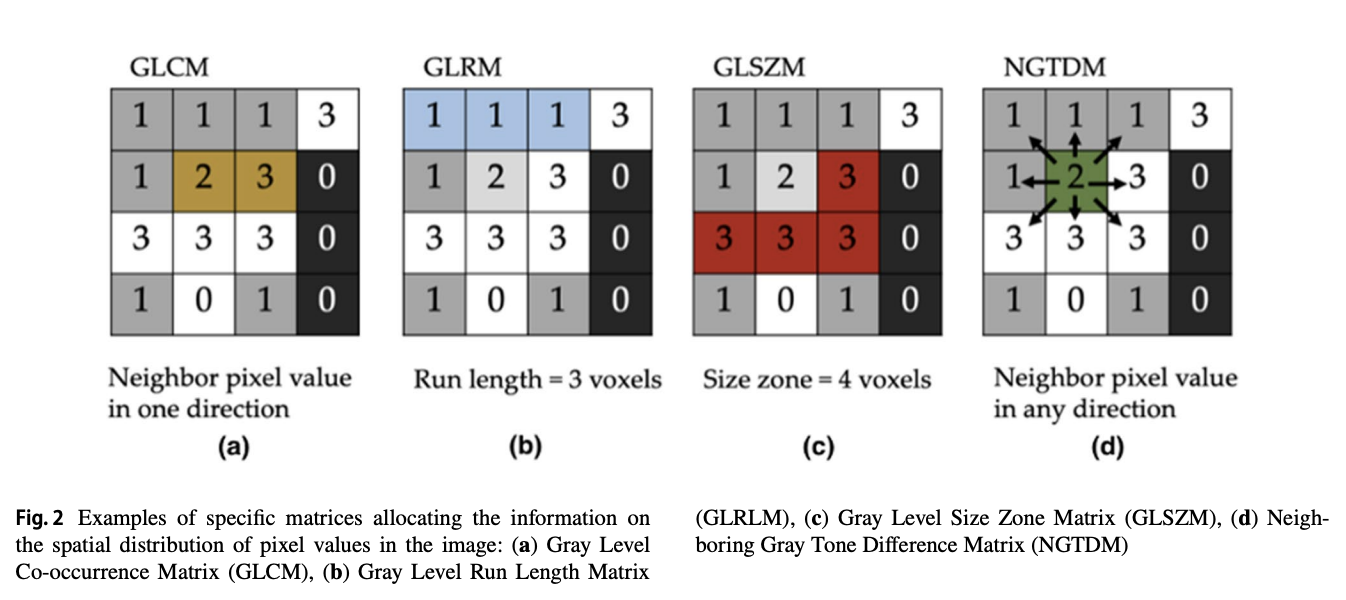 GLCM GLRM GLSZM NGTDM
1 1 1 3 1 1 1 3 1 1 1 3 1 1 1 3
1 2 3 0 1 2 3 0 1 2 3 0 1 2 3 0
3 3 3 0 3 3 3 0 3 3 3 0 3 3 3 0
1 0 1 0 1 0 1 0 1 0 1 0 1 0 1 0
Neighbor pixel value
in one direction
Run length = 3 voxels
Size zone = 4 voxels
Neighbor pixel value
in any direction
(a) (b) (c) (d)
Fig. 2 Examples of specific matrices allocating the information on
the spatial distribution of pixel values in the image: (a) Gray Level
Co-occurrence Matrix (GLCM), (b) Gray Level Run Length Matrix
(GLRLM), (c) Gray Level Size Zone Matrix (GLSZM), (d) Neigh-
boring Gray Tone Difference Matrix (NGTDM)